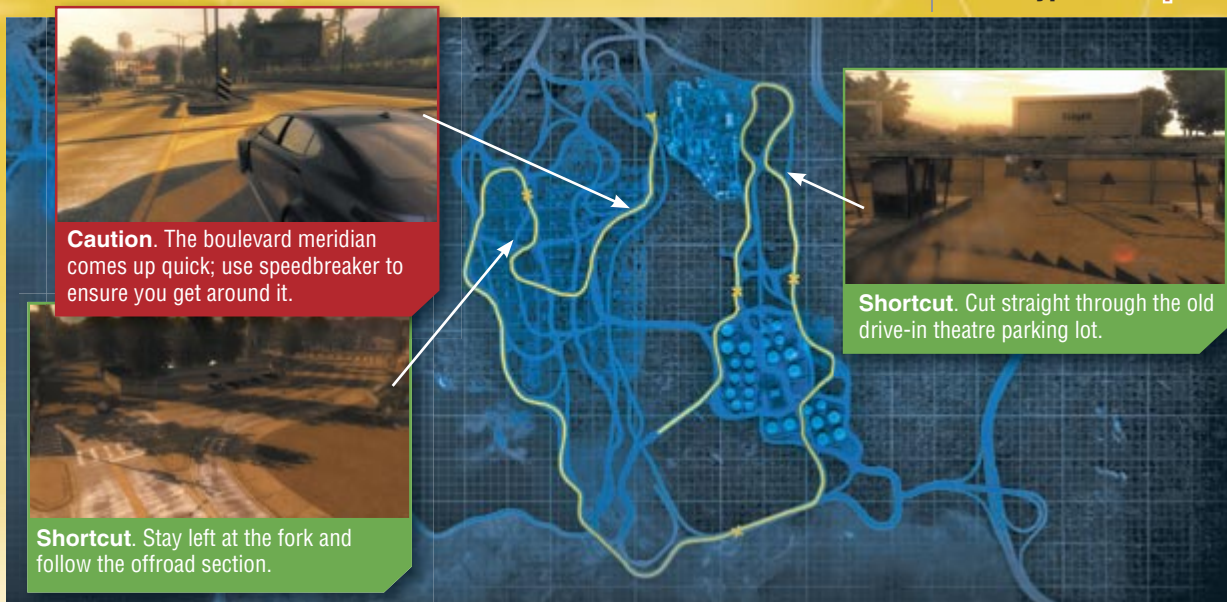 Caution. The boulevard meridian
comes up quick; use speedbreaker to
ensure you get around it.
Shortcut. Cut straight through the old
drive-in theatre parking lot.
Shortcut. Stay left at the fork and
follow the offroad section.